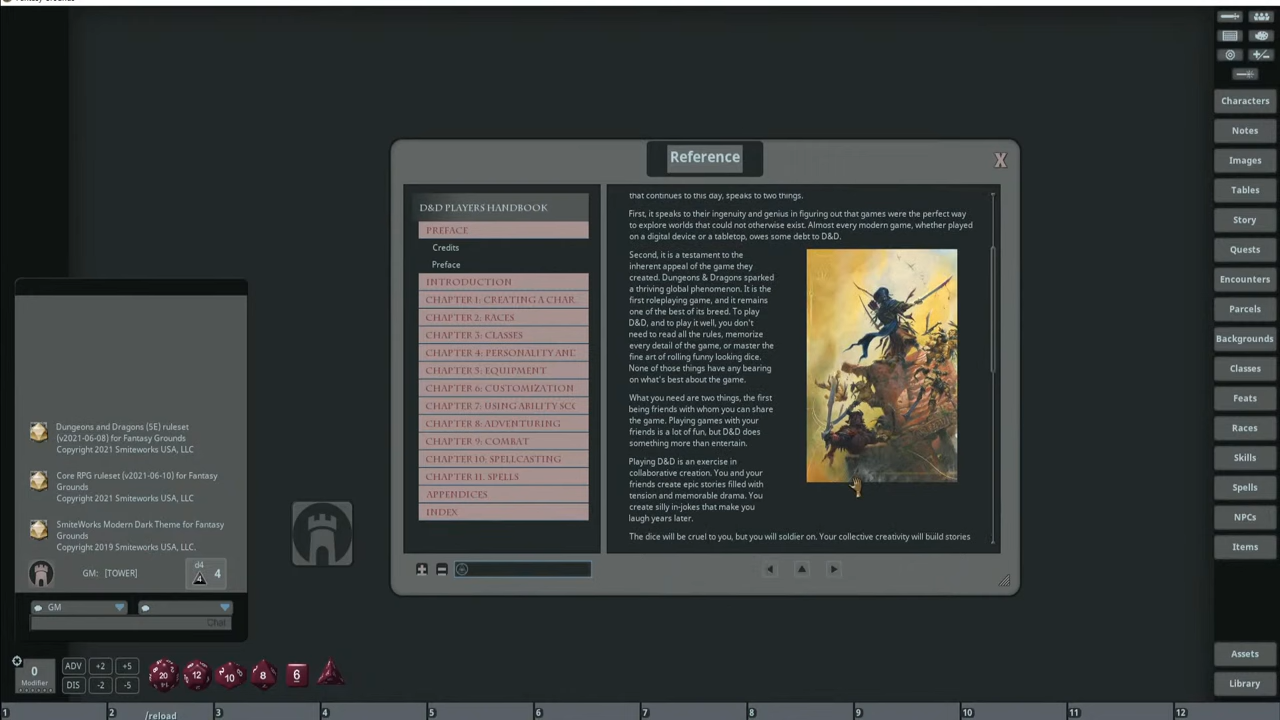 Reference
X
D&D PLAYERS HANDBOOK
PREFACE
Credits
Preface
INTRODUCTION
CHAPTER 1: CREATING A CHAR
CHAPTER 2: RACES
CHAPTER 3: CLASSES
CHAPTER 4: PERSONALITY AND
CHAPTER 5: EQUIPMENT
CHAPTER 6: CUSTOMIZATION
CHAPTER 7: USING ABILITY SCO
CHAPTER 8: ADVENTURING
CHAPTER 9: COMBAT
CHAPTER 10: SPELLCASTING
CHAPTER 11. SPELLS
APPENDICES
INDEX
that continues to this day, speaks to two things.
First, it speaks to their ingenuity and genius in figuring out that games were the perfect way
to explore worlds that could not otherwise exist. Almost every modern game, whether played
on a digital device or a tabletop, owes some debt to D&D.
Second, it is a testament to the
inherent appeal of the game they
created. Dungeons & Dragons sparked
a thriving global phenomenon. It is the
first roleplaying game, and it remains
one of the best of its breed. To play
D&D, and to play it well, you don't
need to read all the rules, memorize
every detail of the game, or master the
fine art of rolling funny looking dice.
None of those things have any bearing
on what's best about the game.
What you need are two things, the first
being friends with whom you can share
the game. Playing games with your
friends is a lot of fun, but D&D does
something more than entertain.
Playing D&D is an exercise in
collaborative creation. You and your
friends create epic stories filled with
tension and memorable drama. You
create silly in-jokes that make you
laugh years later.
The dice will be cruel to you, but you will soldier on. Your collective creativity will build stories
Dungeons and Dragons (5E) ruleset
(v2021-06-08) for Fantasy Grounds
Copyright 2021 Smiteworks USA, LLC
Core RPG ruleset (v2021-06-10) for Fantasy
Grounds
Copyright 2021 Smiteworks USA, LLC
SmiteWorks Modern Dark Theme for Fantasy
Grounds
Copyright 2019 Smiteworks USA, LLC.
GM: [TOWER]
d4
4
4
GM
Chat
0
Modifier
ADV
+2
+5
DIS
-2
-5
20
12
10
8
6
1
2
/reload
3
4
5
6
7
8
9
10
11
12
+/-
Characters
Notes
Images
Tables
Story
Quests
Encounters
Parcels
Backgrounds
Classes
Feats
Races
Skills
Spells
NPCs
Items
Assets
Library